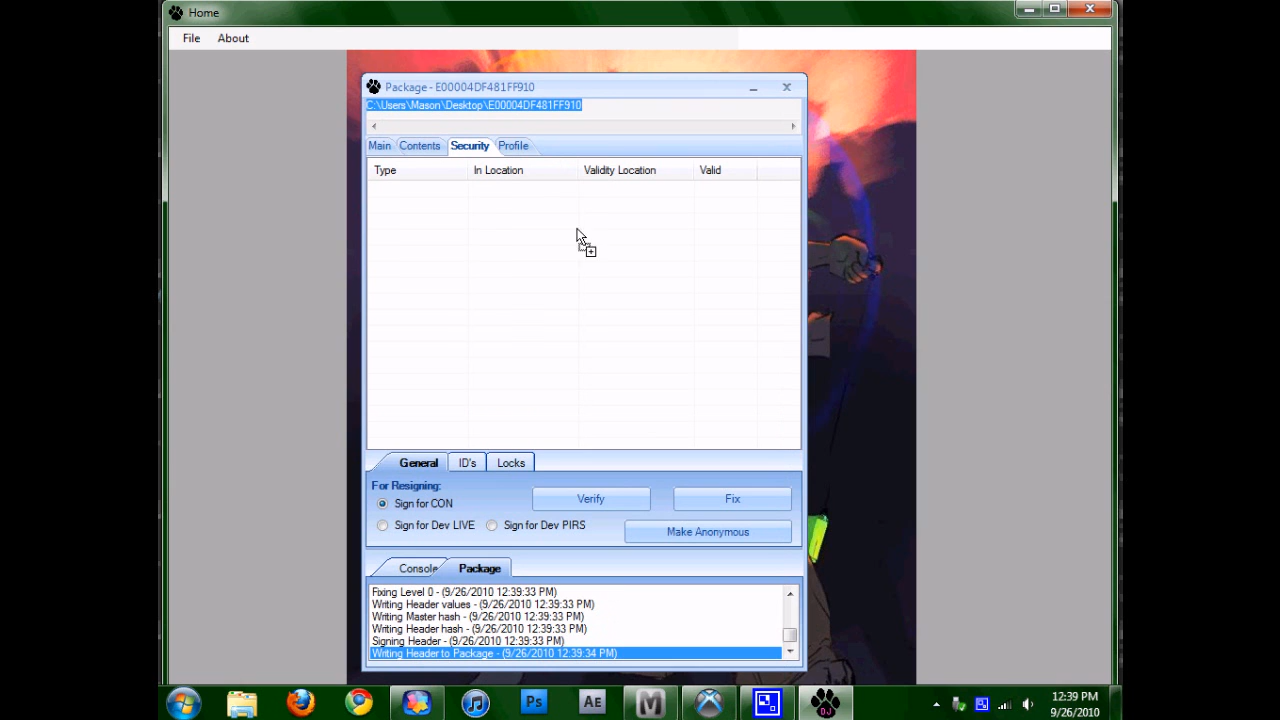 Home
File About
Package - E00004DF481FF910
C:\Users\Mason\Desktop\E00004DF481FF910
Main Contents Security Profile
Type In Location Validity Location Valid
General ID's Locks
For Resigning:
Sign for CON Verify Fix
Sign for Dev LIVE Sign for Dev PIRS Make Anonymous
Console Package
Fixing Level 0 - (9/26/2010 12:39:33 PM)
Writing Header values - (9/26/2010 12:39:33 PM)
Writing Master hash - (9/26/2010 12:39:33 PM)
Writing Header hash - (9/26/2010 12:39:33 PM)
Signing Header - (9/26/2010 12:39:33 PM)
Writing Header to Package - (9/26/2010 12:39:34 PM)
Ps AE M DJ 12:39 PM
9/26/2010